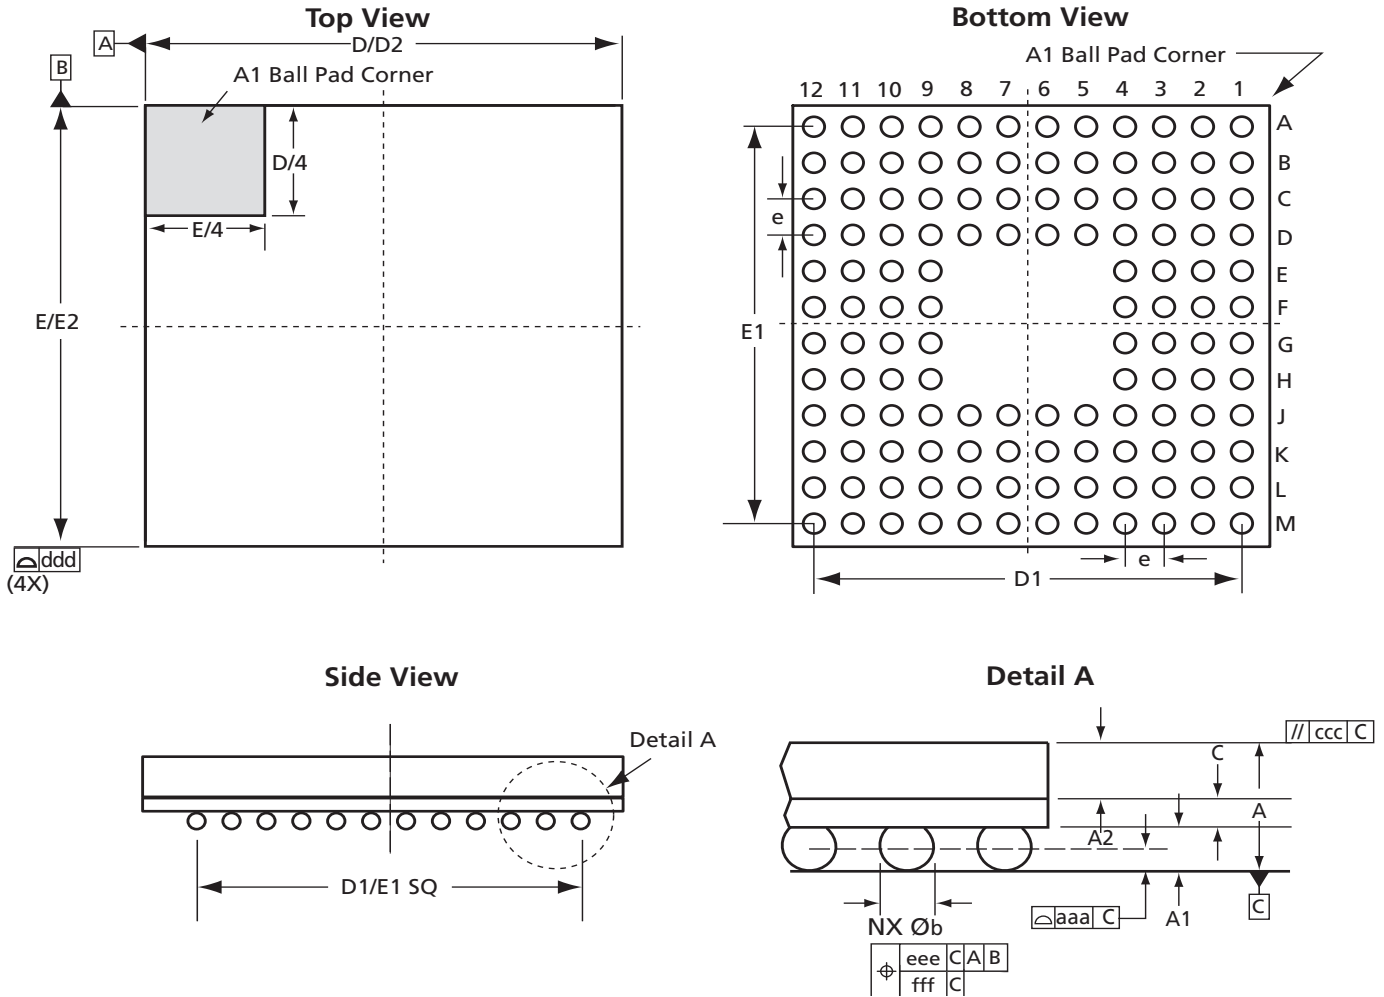 Top View
A
D/D2
B
A1 Ball Pad Corner
D/4
E/4
E/E2
ddd
(4X)
Bottom View
A1 Ball Pad Corner
12 11 10 9 8 7 6 5 4 3 2 1
A
B
C
e
D
E
F
E1
G
H
J
K
L
M
e
D1
Side View
Detail A
D1/E1 SQ
Detail A
// ccc C
C
A
A2
aaa C
A1
C
NX Øb
⌖ eee C A B
fff C